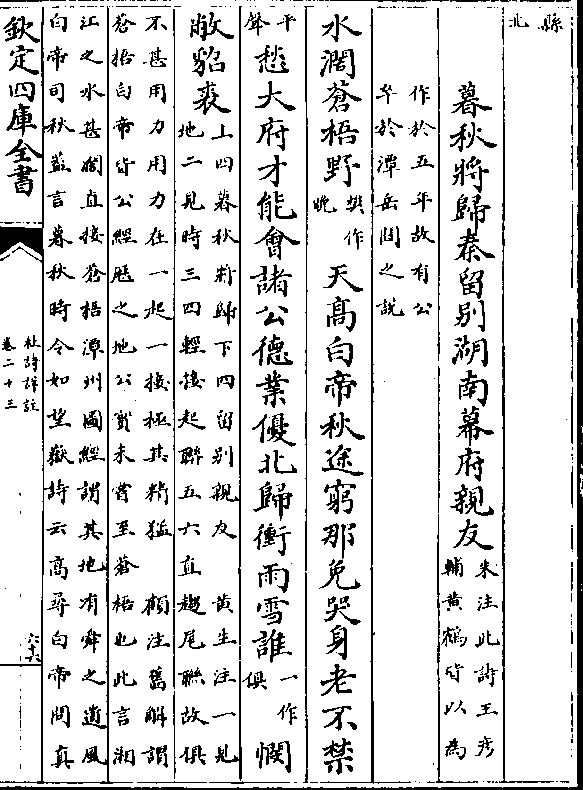 縣
北
暮秋將歸秦留别湖南幕府親友
朱注此詩王彦
輔黄鶴皆以為
作於五年故有公
卒於潭岳間之說
水濶蒼梧野
晚
作
天高白帝秋途窮那免哭身老不禁
平
聲
愁大府才能㑹諸公德業優北歸衝雨雪誰
一作
俱
憫
敝貂裘
上四暮秋將歸下四留别親友
黄生注一見
地二見時三四輕接起聯五六直趨尾聯故俱
不甚用力用力在一起一接極其精猛
顧注舊解謂
蒼梧白帝皆公經歴之地公實未嘗至蒼梧也此言湘
江之水甚濶直接蒼梧潭州圖經謂其地有舜之遺風
白帝司秋葢言暮秋時令如望嶽詩云高尋白帝問真
欽定四庫全書
杜詩詳註
卷二十三
六十六